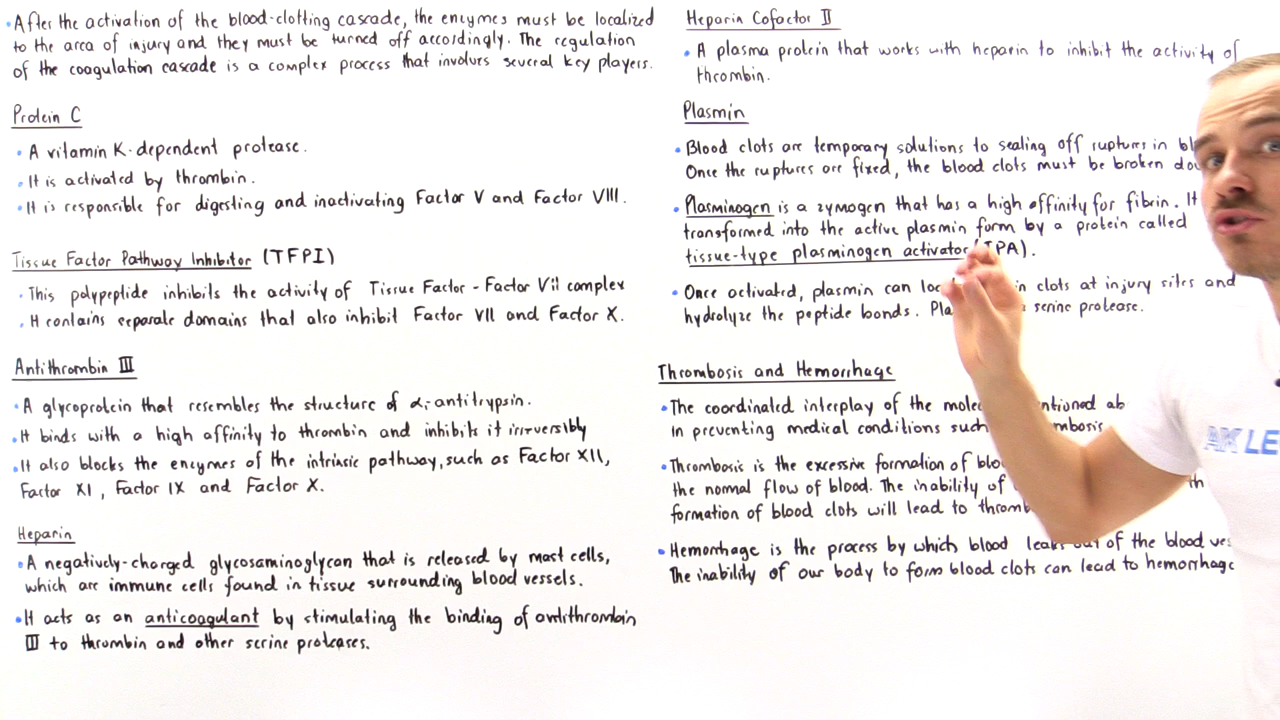 • After the activation of the blood-clotting cascade, the enzymes must be localized
to the area of injury and they must be turned off accordingly. The regulation
of the coagulation cascade is a complex process that involves several key players.
Protein C
• A vitamin K-dependent protease.
• It is activated by thrombin.
• It is responsible for digesting and inactivating Factor V and Factor VIII.
Tissue Factor Pathway Inhibitor (TFPI)
• This polypeptide inhibits the activity of Tissue Factor - Factor VII complex
• It contains separate domains that also inhibit Factor VII and Factor X.
Antithrombin III
• A glycoprotein that resembles the structure of α₁-antitrypsin.
• It binds with a high affinity to thrombin and inhibits it irreversibly
• It also blocks the enzymes of the intrinsic pathway, such as Factor XII,
Factor XI, Factor IX and Factor X.
Heparin
• A negatively-charged glycosaminoglycan that is released by mast cells,
which are immune cells found in tissue surrounding blood vessels.
• It acts as an anticoagulant by stimulating the binding of antithrombin
III to thrombin and other serine proteases.
Heparin Cofactor II
• A plasma protein that works with heparin to inhibit the activity of
thrombin.
Plasmin
• Blood clots are temporary solutions to sealing off ruptures in
Once the ruptures are fixed, the blood clots must be broken
• Plasminogen is a zymogen that has a high affinity for fibrin. It
transformed into the active plasmin form by a protein called
tissue-type plasminogen activator (TPA).
• Once activated, plasmin can in clots at injury sites and
hydrolyze the peptide bonds. serine protease.
Thrombosis and Hemorrhage
• The coordinated interplay of the
in preventing medical conditions such
• Thrombosis is the excessive formation of
the normal flow of blood. The inability of
formation of blood clots will lead to
• Hemorrhage is the process by which blood leaks out of the blood
The inability of our body to form blood clots can lead to hemorrhage
AK LE